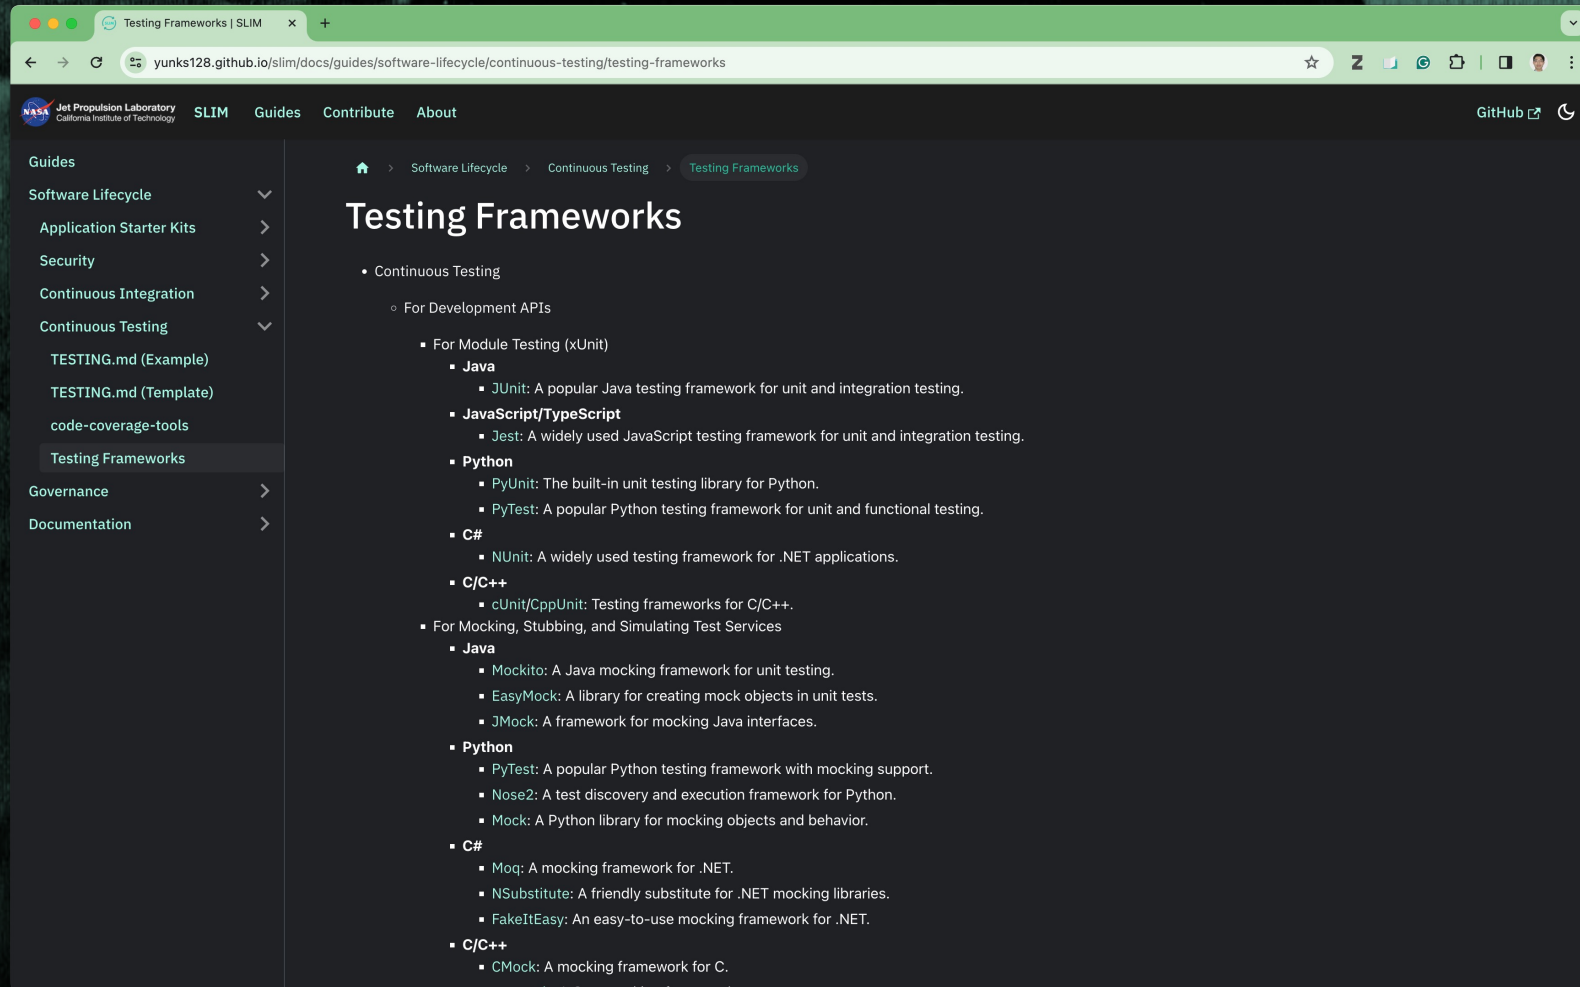 Testing Frameworks | SLIM
yunks128.github.io/slim/docs/guides/software-lifecycle/continuous-testing/testing-frameworks
Z
G
NASA
Jet Propulsion Laboratory
California Institute of Technology
SLIM
Guides
Contribute
About
GitHub
Guides
Software Lifecycle
Application Starter Kits
Security
Continuous Integration
Continuous Testing
TESTING.md (Example)
TESTING.md (Template)
code-coverage-tools
Testing Frameworks
Governance
Documentation
Software Lifecycle > Continuous Testing > Testing Frameworks
Testing Frameworks
Continuous Testing
For Development APIs
For Module Testing (xUnit)
Java
JUnit: A popular Java testing framework for unit and integration testing.
JavaScript/TypeScript
Jest: A widely used JavaScript testing framework for unit and integration testing.
Python
PyUnit: The built-in unit testing library for Python.
PyTest: A popular Python testing framework for unit and functional testing.
C#
NUnit: A widely used testing framework for .NET applications.
C/C++
cUnit/CppUnit: Testing frameworks for C/C++.
For Mocking, Stubbing, and Simulating Test Services
Java
Mockito: A Java mocking framework for unit testing.
EasyMock: A library for creating mock objects in unit tests.
JMock: A framework for mocking Java interfaces.
Python
PyTest: A popular Python testing framework with mocking support.
Nose2: A test discovery and execution framework for Python.
Mock: A Python library for mocking objects and behavior.
C#
Moq: A mocking framework for .NET.
NSubstitute: A friendly substitute for .NET mocking libraries.
FakeItEasy: An easy-to-use mocking framework for .NET.
C/C++
CMock: A mocking framework for C.